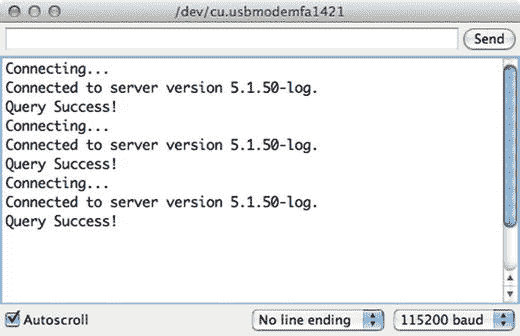 /dev/cu.usbmodemfa1421
Send
Connecting...
Connected to server version 5.1.50-log.
Query Success!
Connecting...
Connected to server version 5.1.50-log.
Query Success!
Connecting...
Connected to server version 5.1.50-log.
Query Success!
Autoscroll No line ending 115200 baud